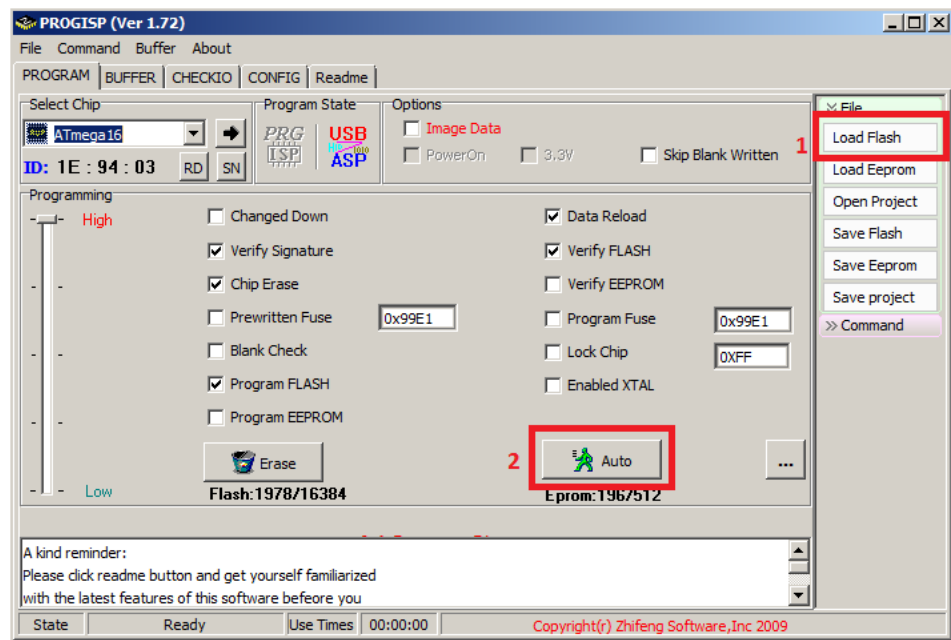 PROGISP (Ver 1.72)
File Command Buffer About
PROGRAM BUFFER CHECKIO CONFIG Readme
Select Chip
ATmega16
ID: 1E : 94 : 03 RD SN
Program State
PRG ISP
USB ASP
Options
Image Data
PowerOn 3.3V Skip Blank Written
1
File
Load Flash
Load Eeprom
Open Project
Save Flash
Save Eeprom
Save project
Command
Programming
High
Low
Changed Down
Verify Signature
Chip Erase
Prewritten Fuse 0x99E1
Blank Check
Program FLASH
Program EEPROM
Erase
Flash:1978/16384
Data Reload
Verify FLASH
Verify EEPROM
Program Fuse 0x99E1
Lock Chip 0XFF
Enabled XTAL
2 Auto ...
Eprom:196/512
A kind reminder:
Please click readme button and get yourself familiarized
with the latest features of this software befeore you
State Ready Use Times 00:00:00 Copyright(r) Zhifeng Software,Inc 2009